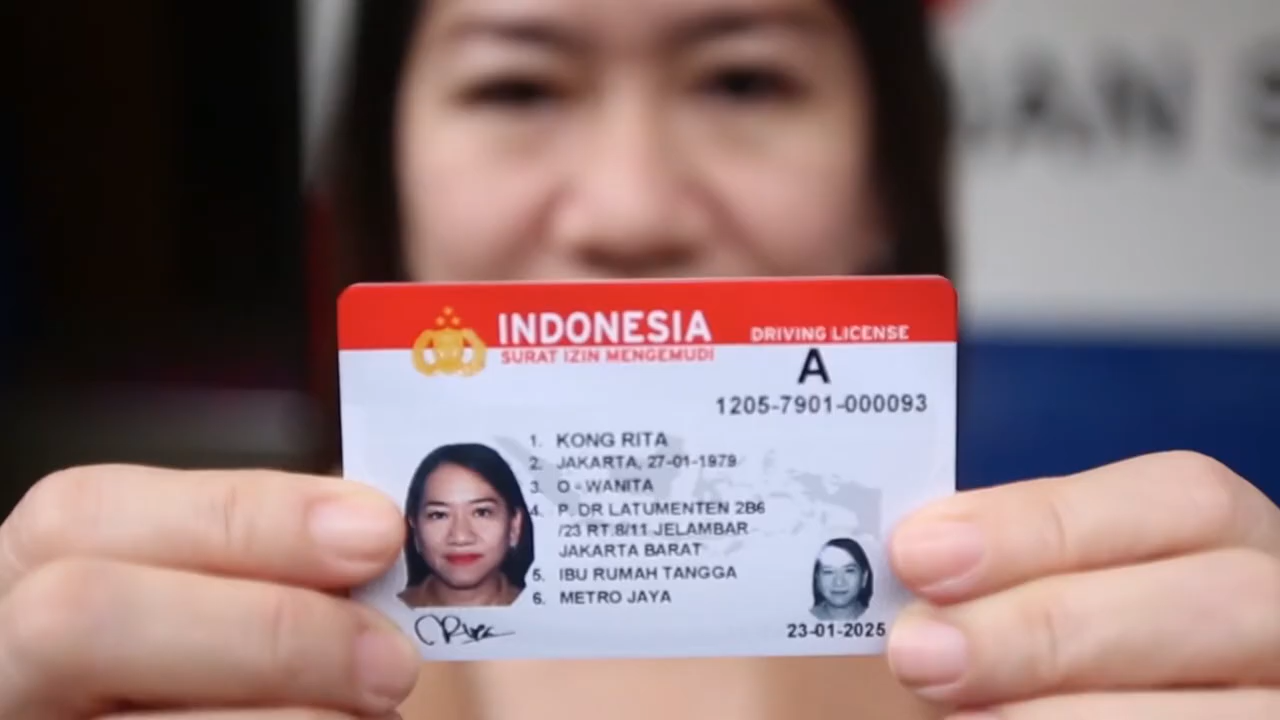 INDONESIA
SURAT IZIN MENGEMUDI
DRIVING LICENSE
A
1205-7901-000093
1. KONG RITA
2. JAKARTA, 27-01-1979
3. O - WANITA
4. P. DR LATUMENTEN 2B6
/23 RT.8/11 JELAMBAR
JAKARTA BARAT
5. IBU RUMAH TANGGA
6. METRO JAYA
23-01-2025